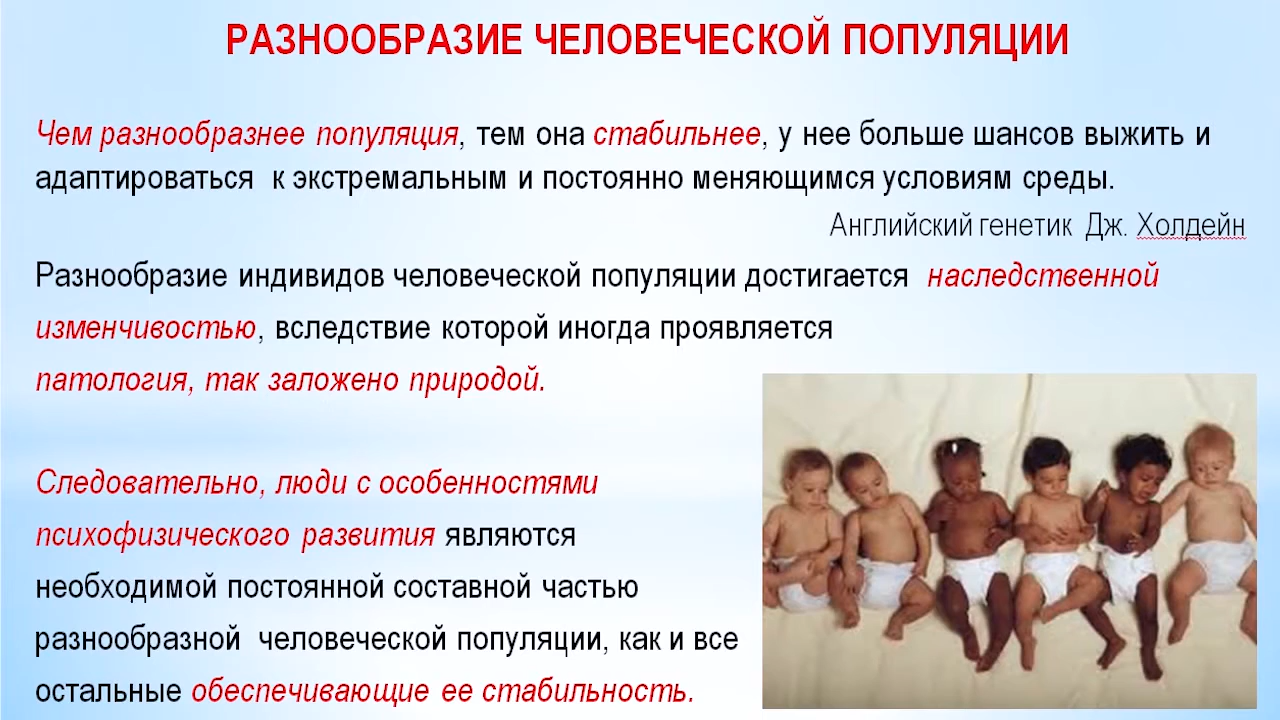 РАЗНООБРАЗИЕ ЧЕЛОВЕЧЕСКОЙ ПОПУЛЯЦИИ
Чем разнообразнее популяция, тем она стабильнее, у нее больше шансов выжить и
адаптироваться к экстремальным и постоянно меняющимся условиям среды.
Английский генетик Дж. Холдейн
Разнообразие индивидов человеческой популяции достигается наследственной
изменчивостью, вследствие которой иногда проявляется
патология, так заложено природой.
Следовательно, люди с особенностями
психофизического развития являются
необходимой постоянной составной частью
разнообразной человеческой популяции, как и все
остальные обеспечивающие ее стабильность.